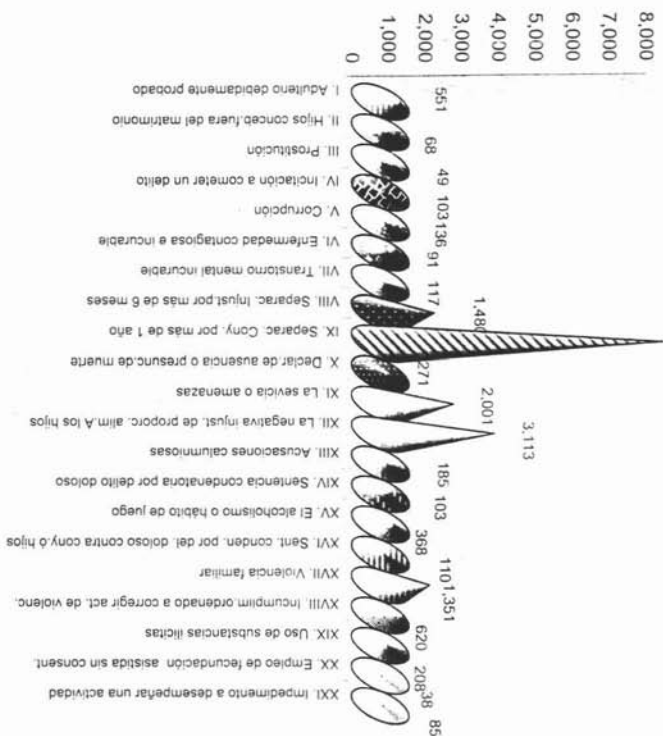 8,000
7,000
6,000
5,000
4,000
3,000
2,000
1,000
0
551
68
49
103
136
91
117
1,486
271
2,001
3,113
185
103
368
110
1,351
620
208
38
85
I. Adulterio debidamente probado
II. Hijos conceb.fuera del matrimonio
III. Prostitución
IV. Incitación a cometer un delito
V. Corrupción
VI. Enfermedad contagiosa e incurable
VII. Transtorno mental incurable
VIII. Separac. Injust.por más de 6 meses
IX. Separac. Cony. por más de 1 año
X. Declar.de ausencia o presunc.de muerte
XI. La sevicia o amenazas
XII. La negativa injust. de proporc. alim.A los hijos
XIII. Acusaciones calumniosas
XIV. Sentencia condenatoria por delito doloso
XV. El alcoholismo o hábito de juego
XVI. Sent. conden. por del. doloso contra cony.ó hijos
XVII. Violencia familiar
XVIII. Incumplim.ordenado a corregir act. de violenc.
XIX. Uso de substancias ilicitas
XX. Empleo de fecundación asistida sin consent.
XXI. Impedimento a desempeñar una actividad